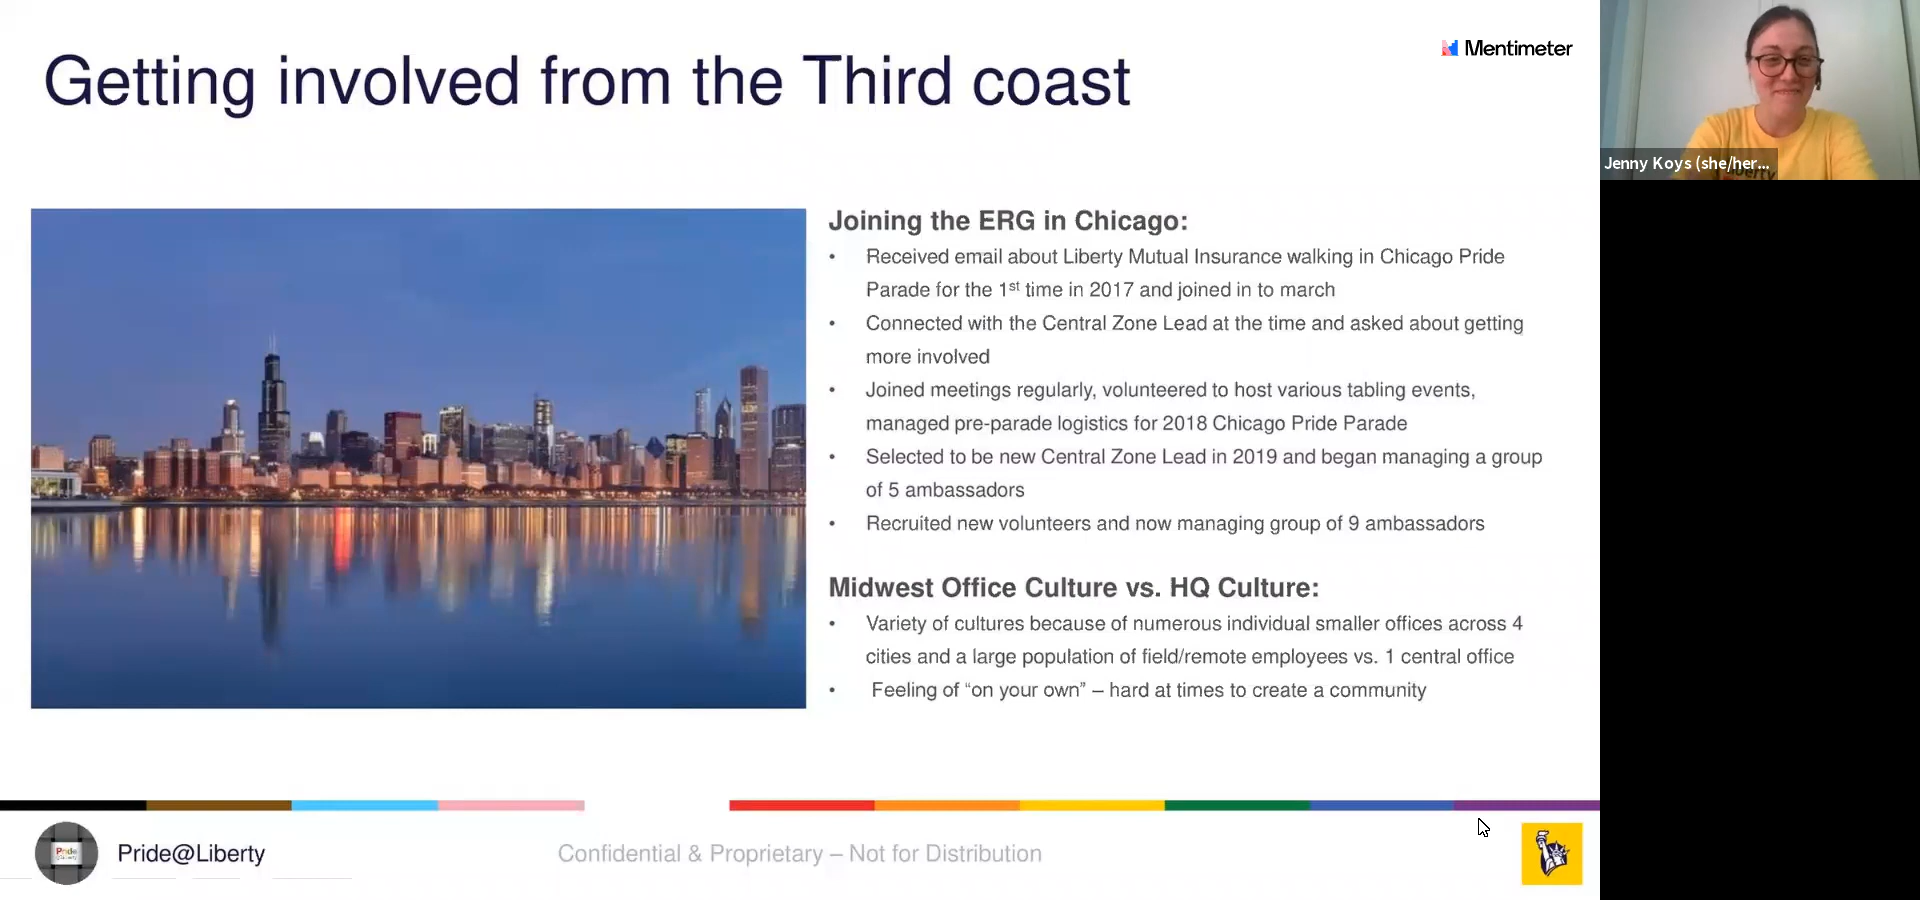 Getting involved from the Third coast
Mentimeter
Jenny Koys (she/her...
Liberty
Joining the ERG in Chicago:
• Received email about Liberty Mutual Insurance walking in Chicago Pride
Parade for the 1st time in 2017 and joined in to march
• Connected with the Central Zone Lead at the time and asked about getting
more involved
• Joined meetings regularly, volunteered to host various tabling events,
managed pre-parade logistics for 2018 Chicago Pride Parade
• Selected to be new Central Zone Lead in 2019 and began managing a group
of 5 ambassadors
• Recruited new volunteers and now managing group of 9 ambassadors
Midwest Office Culture vs. HQ Culture:
• Variety of cultures because of numerous individual smaller offices across 4
cities and a large population of field/remote employees vs. 1 central office
• Feeling of “on your own” – hard at times to create a community
Pride
@Liberty
Pride@Liberty
Confidential & Proprietary – Not for Distribution